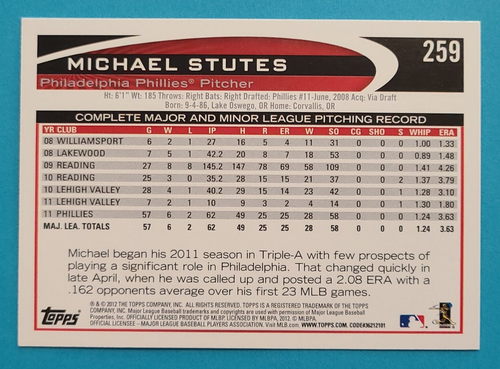 MICHAEL STUTES
259
Philadelphia Phillies® Pitcher
Ht: 6'1" Wt: 185 Throws: Right Bats: Right Drafted: Phillies #11-June, 2008 Acq: Via Draft
Born: 9-4-86, Lake Oswego, OR Home: Corvallis, OR
COMPLETE MAJOR AND MINOR LEAGUE PITCHING RECORD
YR CLUB G W L IP H R ER BB SO CG SHO S WHIP ERA
08 WILLIAMSPORT 6 2 1 27 16 5 4 11 31 0 0 0 1.00 1.33
08 LAKEWOOD 7 5 1 42.2 20 8 7 18 53 0 0 0 0.89 1.48
09 READING 27 8 8 145.2 147 78 69 58 109 0 0 0 1.41 4.26
10 READING 25 3 0 35.2 28 15 15 21 37 0 0 2 1.37 3.79
10 LEHIGH VALLEY 28 4 1 40.2 29 15 14 23 42 0 0 1 1.28 3.10
11 LEHIGH VALLEY 7 2 1 10 9 3 2 4 14 0 0 1 1.30 1.80
11 PHILLIES 57 6 2 62 49 25 25 28 58 0 0 0 1.24 3.63
MAJ. LEA. TOTALS 57 6 2 62 49 25 25 28 58 0 0 0 1.24 3.63
Michael began his 2011 season in Triple-A with few prospects of
playing a significant role in Philadelphia. That changed quickly in
late April, when he was called up and posted a 2.08 ERA with a
.162 opponents average over his first 23 MLB games.
® & © 2012 THE TOPPS COMPANY, INC. ALL RIGHTS RESERVED. TOPPS IS A REGISTERED TRADEMARK OF THE TOPPS
COMPANY, INC. Major League Baseball trademarks and copyrights are used with permission of Major League Baseball
Properties, Inc. OFFICIALLY LICENSED PRODUCT OF MLBP. LICENSED BY MLBPA, 2012. © MLBPA.
OFFICIAL LICENSEE - MAJOR LEAGUE BASEBALL PLAYERS ASSOCIATION. Visit MLB.com WWW.TOPPS.COM. CODE#36212101
Topps